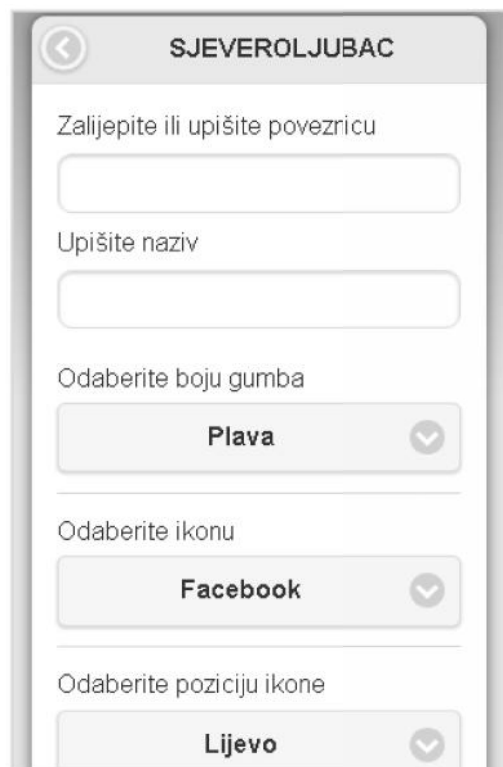 SJEVEROLJUBAC
Zalijepite ili upišite povezricu
Upišite naziv
Odaberite boju gumba
Plava
Odaberite ikonu
Facebook
Odaberite poziciju ikone
Lijevo